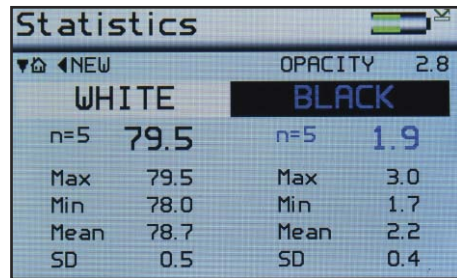 Statistics
NEW OPACITY 2.8
WHITE BLACK
n=5 79.5 n=5 1.9
Max 79.5 Max 3.0
Min 78.0 Min 1.7
Mean 78.7 Mean 2.2
SD 0.5 SD 0.4